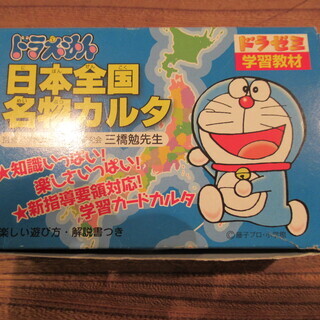 ドラえもん
ドラゼミ
学習教材
日本全国
名物カルタ
三橋勉先生
★知識いっぱい!
楽しさいっぱい!
★新指導要領対応!
学習カードカルタ
楽しい遊び方・解説書つき